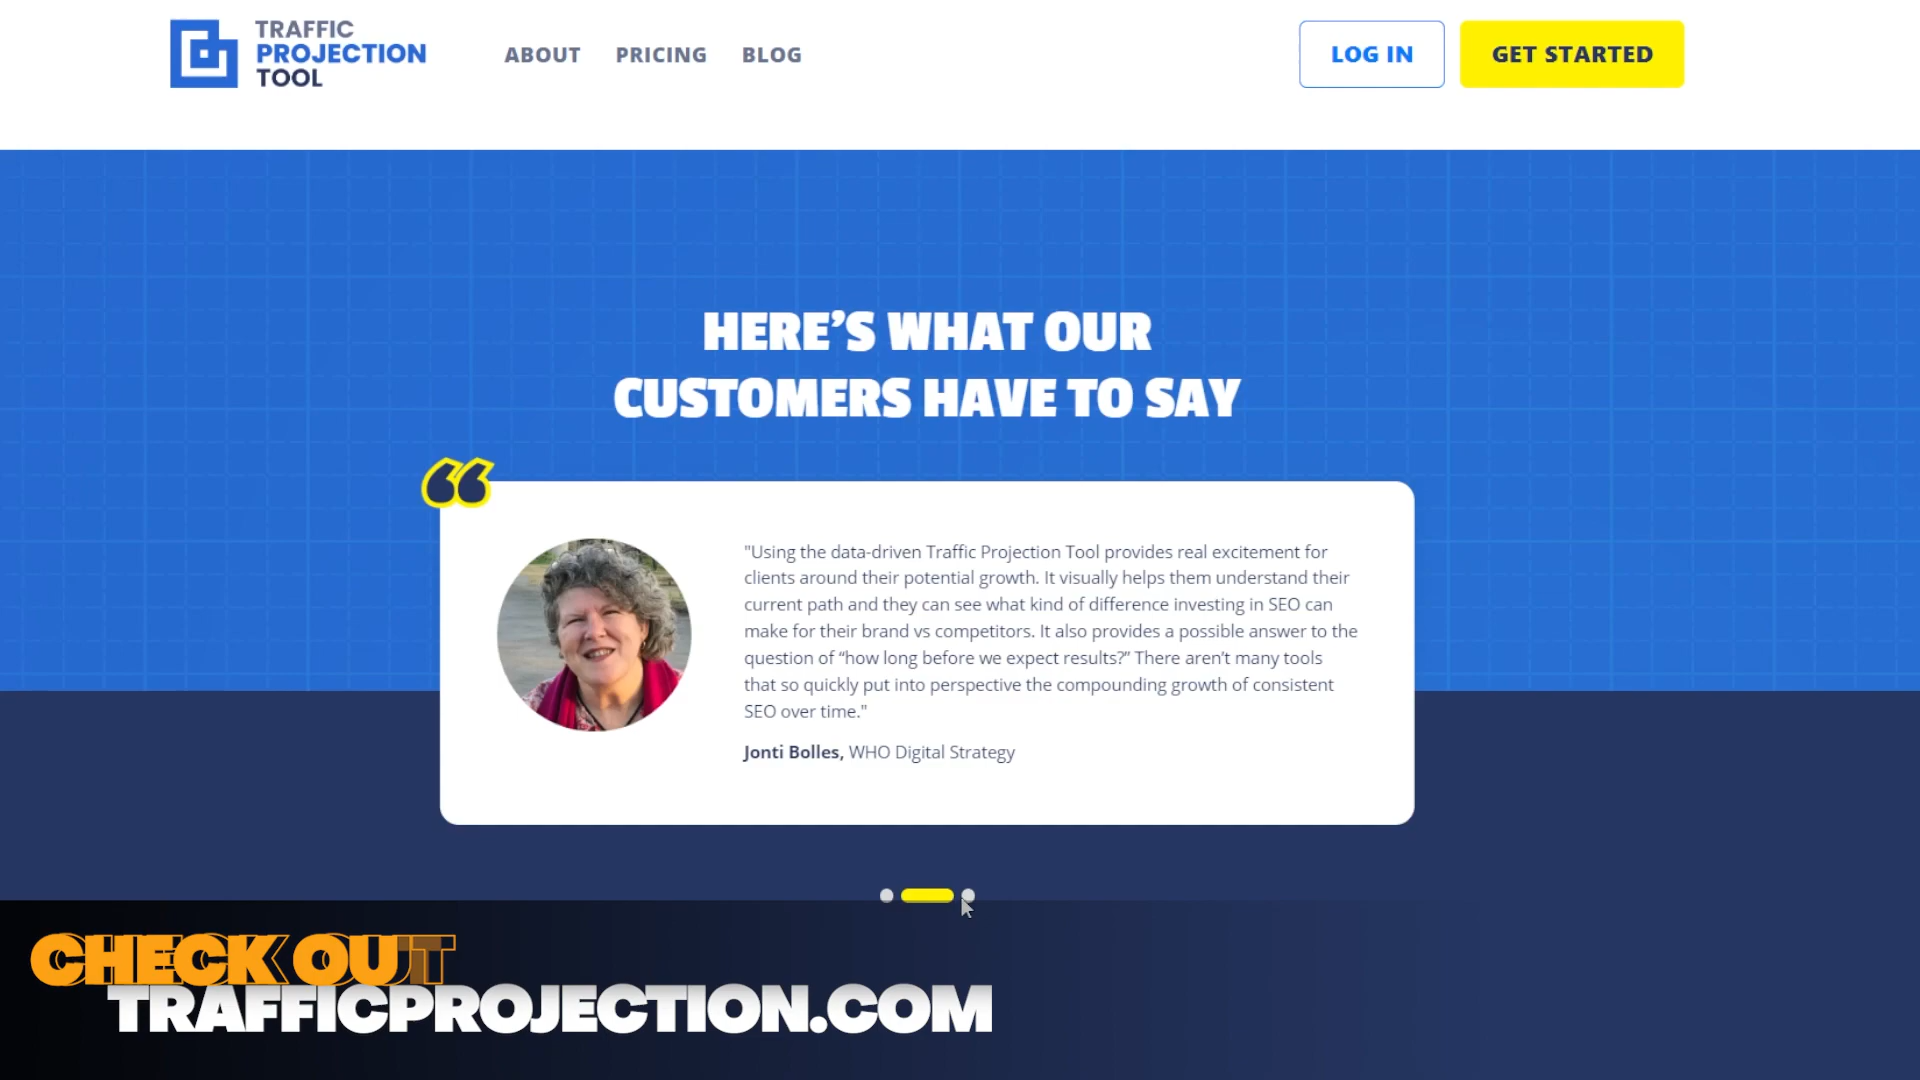 TRAFFIC
PROJECTION
TOOL
ABOUT PRICING BLOG
LOG IN
GET STARTED
HERE’S WHAT OUR
CUSTOMERS HAVE TO SAY
"Using the data-driven Traffic Projection Tool provides real excitement for
clients around their potential growth. It visually helps them understand their
current path and they can see what kind of difference investing in SEO can
make for their brand vs competitors. It also provides a possible answer to the
question of “how long before we expect results?” There aren’t many tools
that so quickly put into perspective the compounding growth of consistent
SEO over time."
Jonti Bolles, WHO Digital Strategy
CHECK OUT
TRAFFICPROJECTION.COM